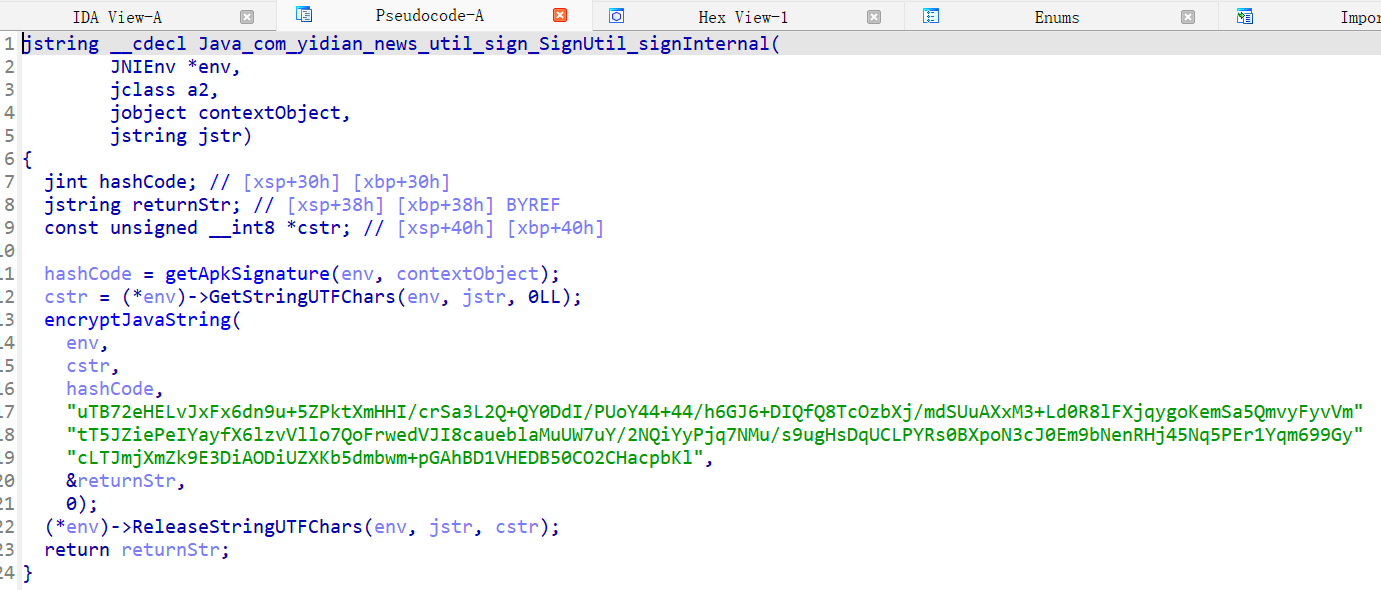 IDA View-A Pseudocode-A Hex View-1 Enums Impor
1 jstring __cdecl Java_com_yidian_news_util_sign_SignUtil_signInternal(
2 JNIEnv *env,
3 jclass a2,
4 jobject contextObject,
5 jstring jstr)
6 {
7 jint hashCode; // [xsp+30h] [xbp+30h]
8 jstring returnStr; // [xsp+38h] [xbp+38h] BYREF
9 const unsigned __int8 *cstr; // [xsp+40h] [xbp+40h]
10
11 hashCode = getApkSignature(env, contextObject);
12 cstr = (*env)->GetStringUTFChars(env, jstr, 0LL);
13 encryptJavaString(
14 env,
15 cstr,
16 hashCode,
17 "uTB72eHELvJxFx6dn9u+5ZPktXmHHI/crSa3L2Q+QY0DdI/PUoY44+44/h6GJ6+DIQfQ8TcOzbXj/mdSUuAXxM3+Ld0R8lFXjqygoKemSa5QmvyFyvVm"
18 "tT5JZiePeIYayfX6lzvVllo7QoFrwedVJI8caueblaMuUW7uY/2NQiYyPjq7NMu/s9ugHsDqUCLPYRs0BXpoN3cJ0Em9bNenRHj45Nq5PEr1Yqm699Gy"
19 "cLTJmjXmZk9E3DiAODiUZXKb5dmbwm+pGAhBD1VHEDB50CO2CHacpbKl",
20 &returnStr,
21 0);
22 (*env)->ReleaseStringUTFChars(env, jstr, cstr);
23 return returnStr;
24 }